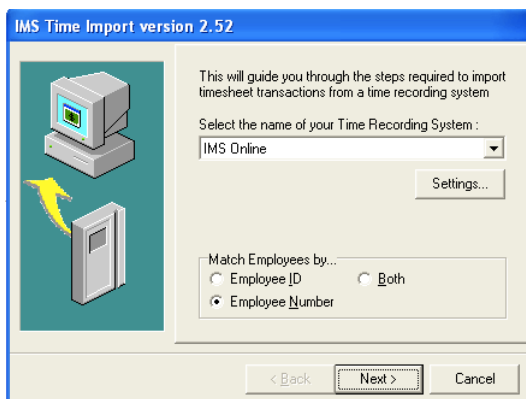 IMS Time Import version 2.52
This will guide you through the steps required to import
timesheet transactions from a time recording system
Select the name of your Time Recording System :
IMS Online
Settings...
Match Employees by...
Employee ID
Both
Employee Number
< Back
Next >
Cancel